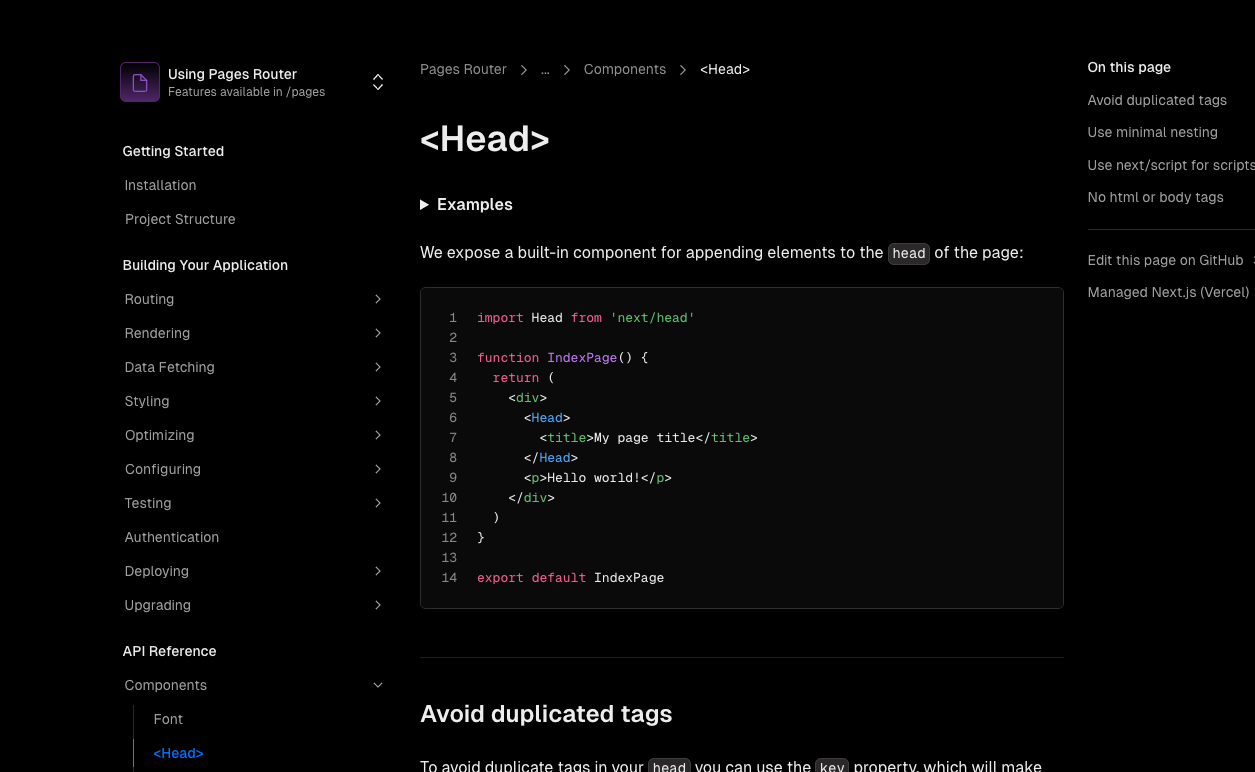 Using Pages Router
Features available in /pages
Getting Started
Installation
Project Structure
Building Your Application
Routing
Rendering
Data Fetching
Styling
Optimizing
Configuring
Testing
Authentication
Deploying
Upgrading
API Reference
Components
Font
<Head>
Pages Router > ... > Components > <Head>
<Head>
Examples
We expose a built-in component for appending elements to the head of the page:
1 import Head from 'next/head'
2
3 function IndexPage() {
4   return (
5     <div>
6       <Head>
7         <title>My page title</title>
8       </Head>
9       <p>Hello world!</p>
10     </div>
11   )
12 }
13
14 export default IndexPage
Avoid duplicated tags
To avoid duplicate tags in your head you can use the key property, which will make
On this page
Avoid duplicated tags
Use minimal nesting
Use next/script for scripts
No html or body tags
Edit this page on GitHub
Managed Next.js (Vercel)